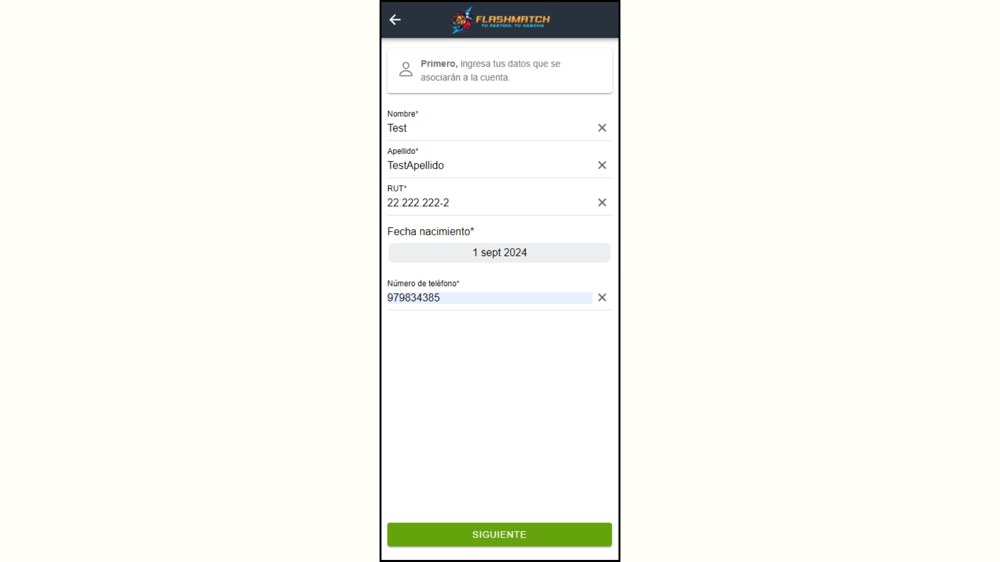 FLASHMATCH
TU PARTIDO, TU CANCHA
Primero, ingresa tus datos que se
asociarán a la cuenta.
Nombre*
Test
Apellido*
TestApellido
RUT*
22.222.222-2
Fecha nacimiento*
1 sept 2024
Número de teléfono*
979834385
SIGUIENTE